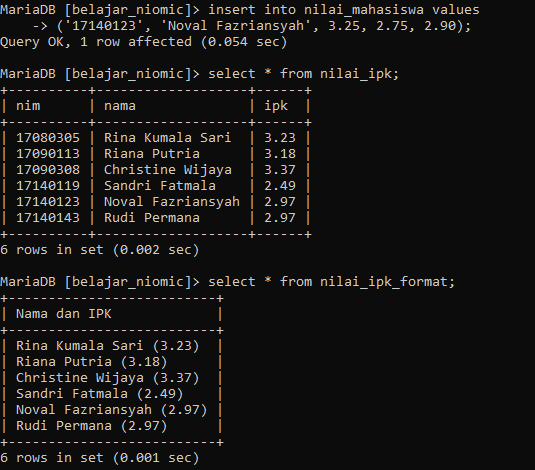 MariaDB [belajar_niomic]> insert into nilai_mahasiswa values
    -> ('17140123', 'Noval Fazriansyah', 3.25, 2.75, 2.90);
Query OK, 1 row affected (0.054 sec)

MariaDB [belajar_niomic]> select * from nilai_ipk;
+----------+-------------------+------+
| nim      | nama              | ipk  |
+----------+-------------------+------+
| 17080305 | Rina Kumala Sari  | 3.23 |
| 17090113 | Riana Putria      | 3.18 |
| 17090308 | Christine Wijaya  | 3.37 |
| 17140119 | Sandri Fatmala    | 2.49 |
| 17140123 | Noval Fazriansyah | 2.97 |
| 17140143 | Rudi Permana      | 2.97 |
+----------+-------------------+------+
6 rows in set (0.002 sec)

MariaDB [belajar_niomic]> select * from nilai_ipk_format;
+--------------------------+
| Nama dan IPK             |
+--------------------------+
| Rina Kumala Sari (3.23)  |
| Riana Putria (3.18)      |
| Christine Wijaya (3.37)  |
| Sandri Fatmala (2.49)    |
| Noval Fazriansyah (2.97) |
| Rudi Permana (2.97)      |
+--------------------------+
6 rows in set (0.001 sec)